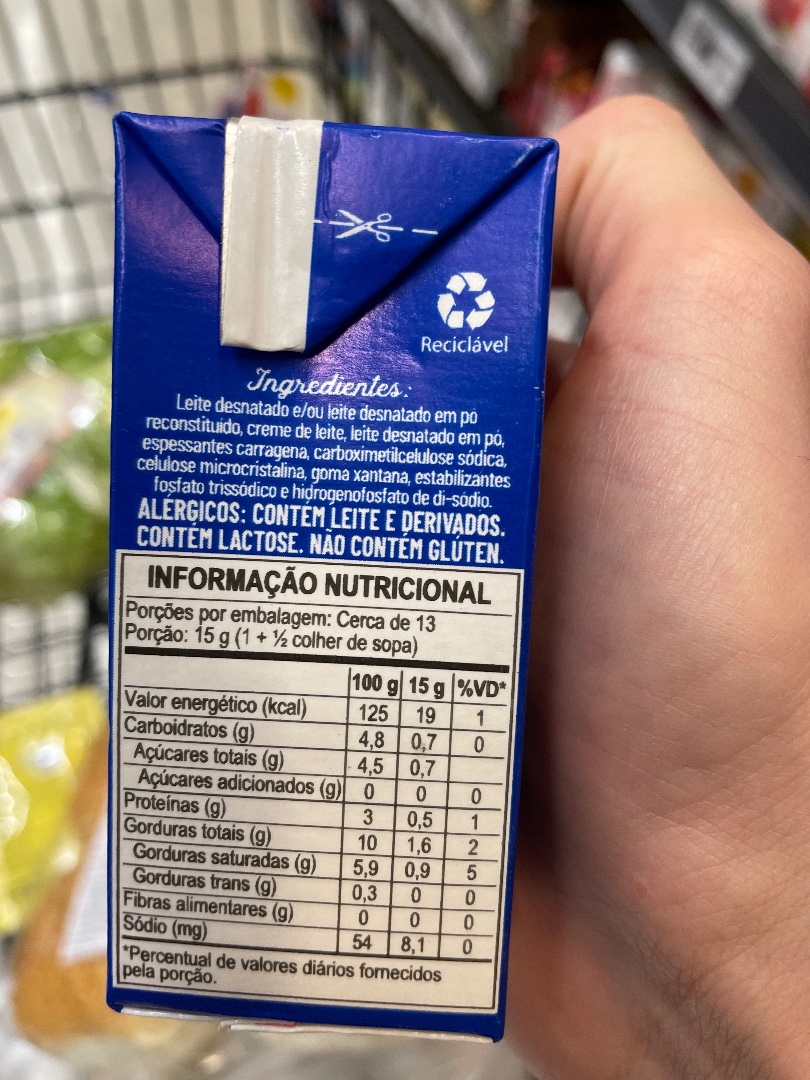 Reciclável
Ingredientes:
Leite desnatado e/ou leite desnatado em pó
reconstituído, creme de leite, leite desnatado em pó,
espessantes carragena, carboximetilcelulose sódica,
celulose microcristalina, goma xantana, estabilizantes
fosfato trissódico e hidrogenofosfato de di-sódio.
ALÉRGICOS: CONTÉM LEITE E DERIVADOS.
CONTÉM LACTOSE. NÃO CONTÉM GLÚTEN.
INFORMAÇÃO NUTRICIONAL
Porções por embalagem: Cerca de 13
Porção: 15 g (1 + ½ colher de sopa)
100 g 15 g %VD*
Valor energético (kcal) 125 19 1
Carboidratos (g) 4,8 0,7 0
Açúcares totais (g) 4,5 0,7
Açúcares adicionados (g) 0 0 0
Proteínas (g) 3 0,5 1
Gorduras totais (g) 10 1,6 2
Gorduras saturadas (g) 5,9 0,9 5
Gorduras trans (g) 0,3 0 0
Fibras alimentares (g) 0 0 0
Sódio (mg) 54 8,1 0
*Percentual de valores diários fornecidos
pela porção.